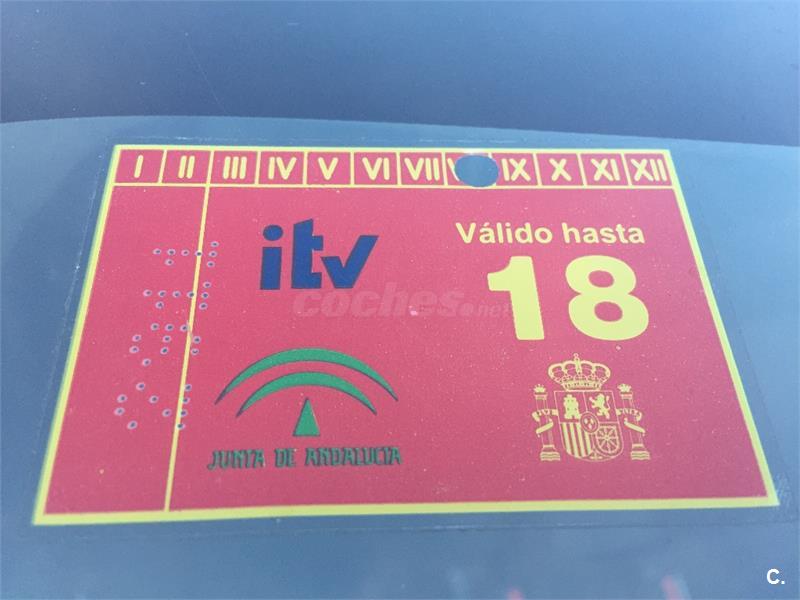 I II III IV V VI VII V IX X XI XII
itv
Válido hasta
18
coches.net
JUNTA DE ANDALUCIA
C.